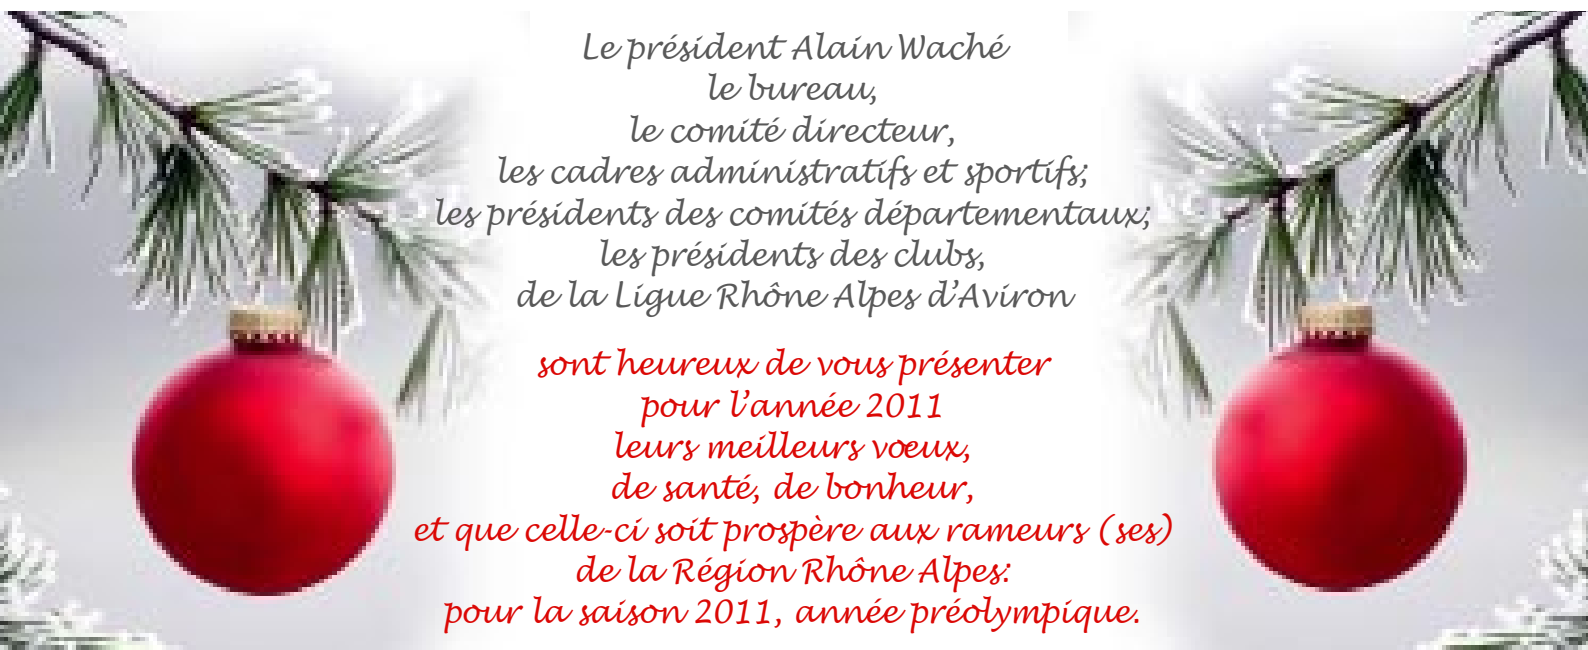 Le président Alain Waché
le bureau,
le comité directeur,
les cadres administratifs et sportifs;
les présidents des comités départementaux;
les présidents des clubs,
de la Ligue Rhône Alpes d’Aviron
sont heureux de vous présenter
pour l’année 2011
leurs meilleurs vœux,
de santé, de bonheur,
et que celle-ci soit prospère aux rameurs (ses)
de la Région Rhône Alpes:
pour la saison 2011, année préolympique.